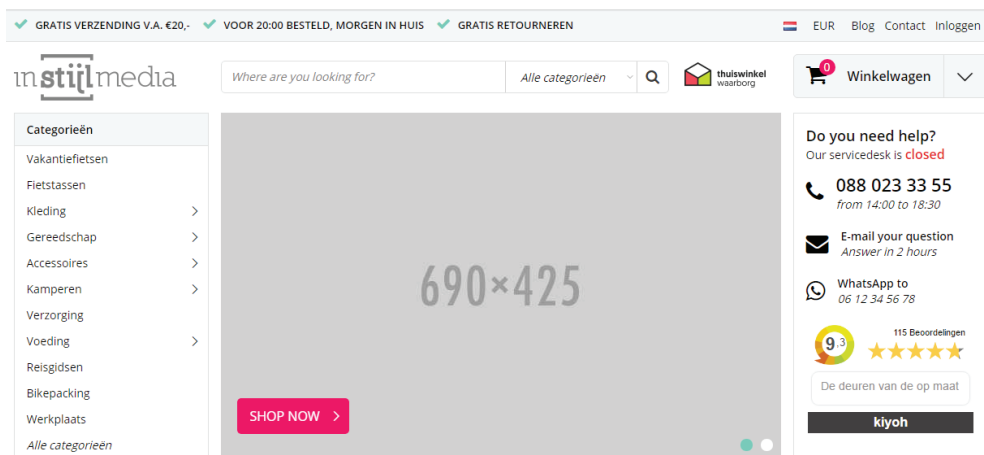 GRATIS VERZENDING V.A. €20,- VOOR 20:00 BESTELD, MORGEN IN HUIS GRATIS RETOURNEREN EUR Blog Contact Inloggen
instijlmedia
Where are you looking for? Alle categorieën
thuiswinkel
waarborg
0 Winkelwagen
Categorieën
Vakantiefietsen
Fietstassen
Kleding
Gereedschap
Accessoires
Kamperen
Verzorging
Voeding
Reisgidsen
Bikepacking
Werkplaats
Alle categorieën
690×425
SHOP NOW
Do you need help?
Our servicedesk is closed
088 023 33 55
from 14:00 to 18:30
E-mail your question
Answer in 2 hours
WhatsApp to
06 12 34 56 78
9.3
115 Beoordelingen
De deuren van de op maat
kiyoh